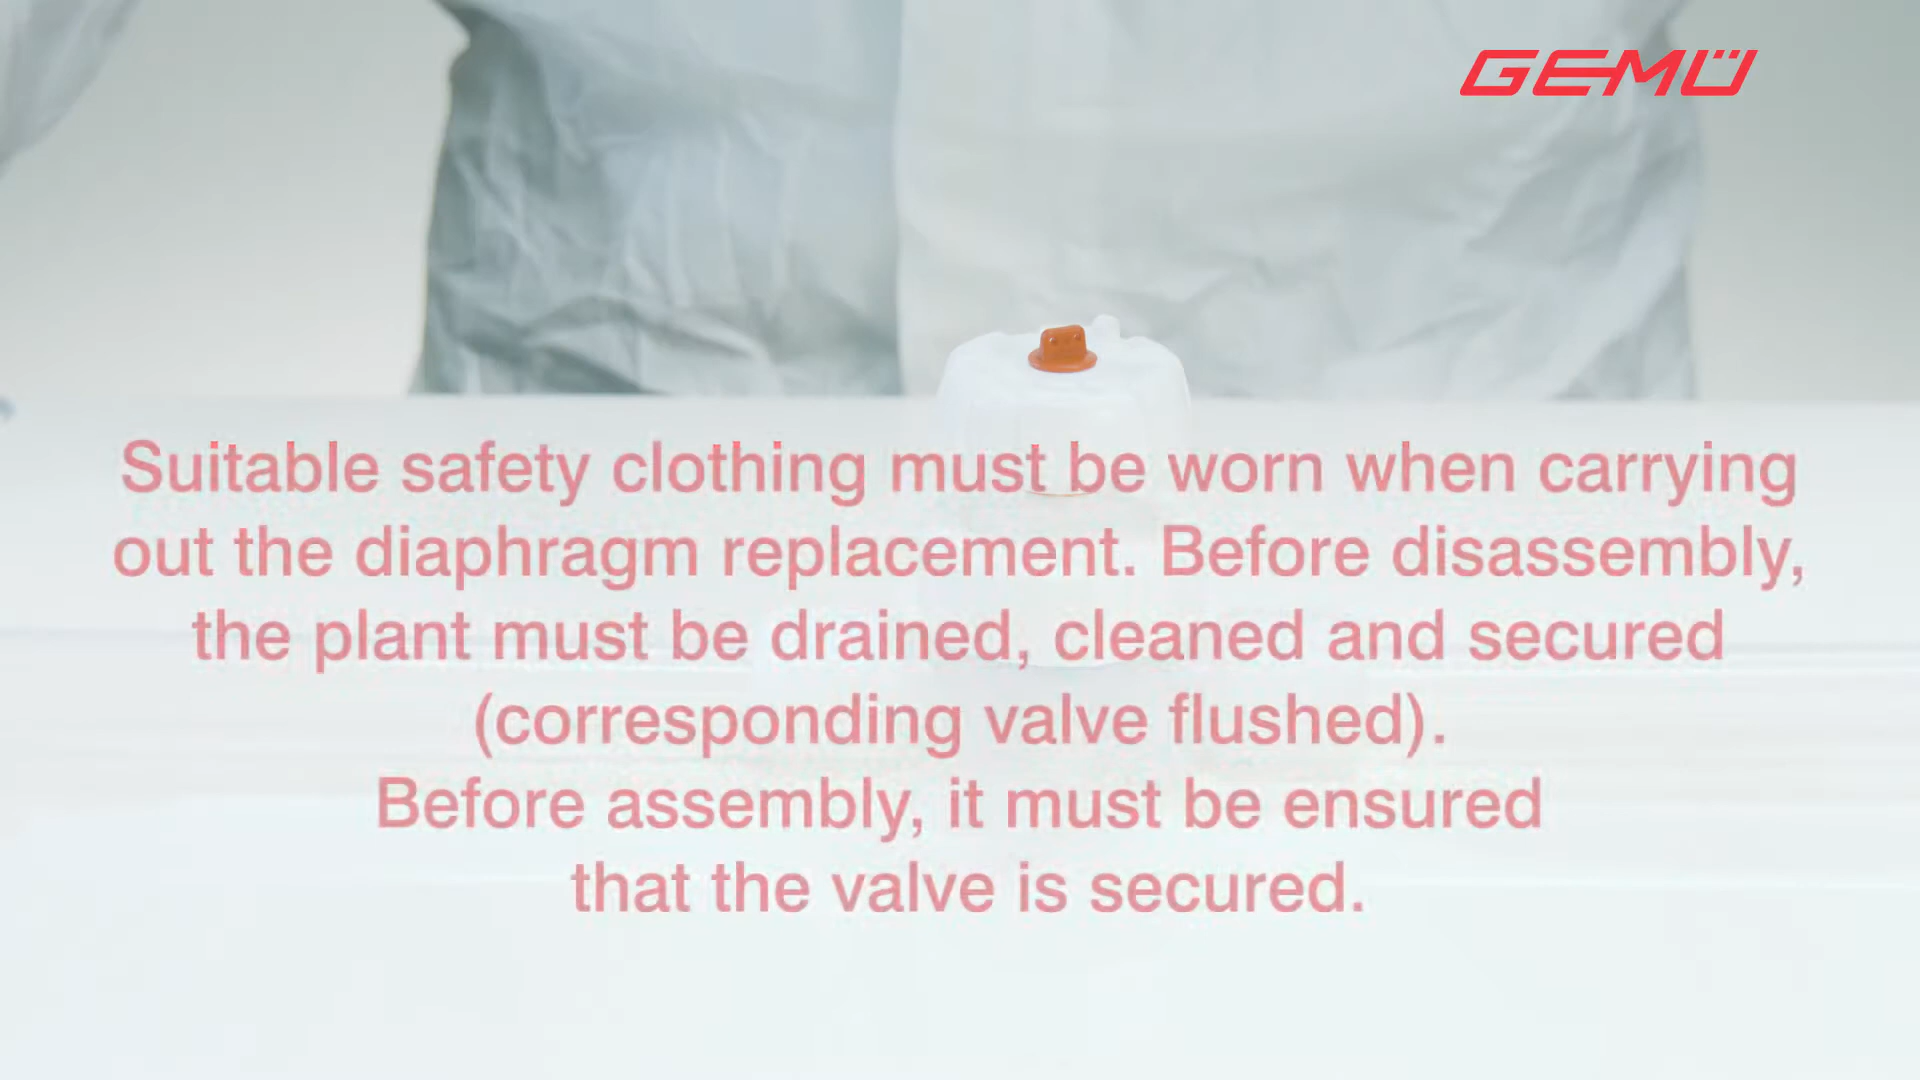 GEMÜ
Suitable safety clothing must be worn when carrying
out the diaphragm replacement. Before disassembly,
the plant must be drained, cleaned and secured
(corresponding valve flushed).
Before assembly, it must be ensured
that the valve is secured.